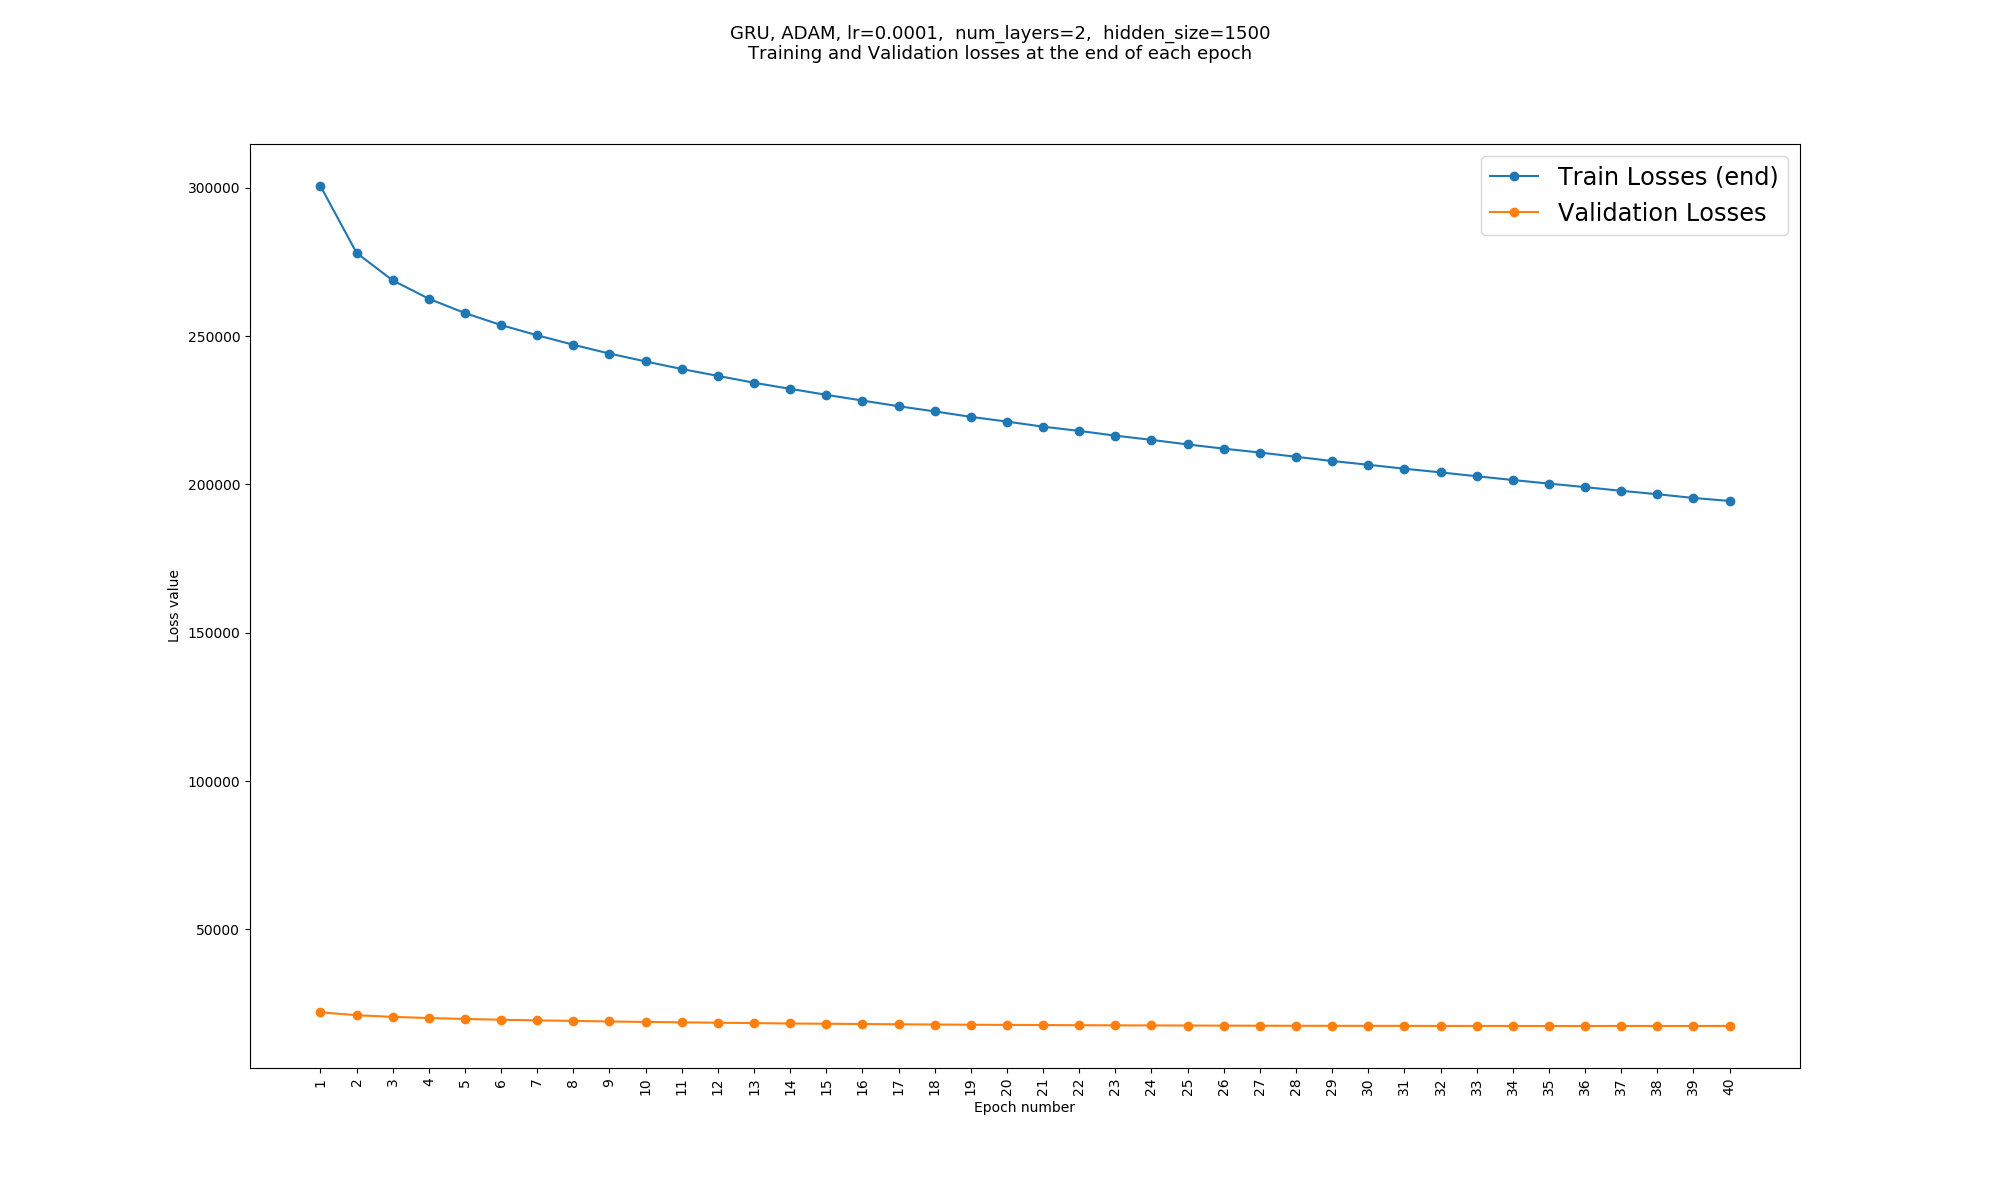 GRU, ADAM, lr=0.0001,  num_layers=2,  hidden_size=1500
Training and Validation losses at the end of each epoch
Train Losses (end)
Validation Losses
300000
250000
200000
150000
100000
50000
Loss value
1 2 3 4 5 6 7 8 9 10 11 12 13 14 15 16 17 18 19 20 21 22 23 24 25 26 27 28 29 30 31 32 33 34 35 36 37 38 39 40
Epoch number